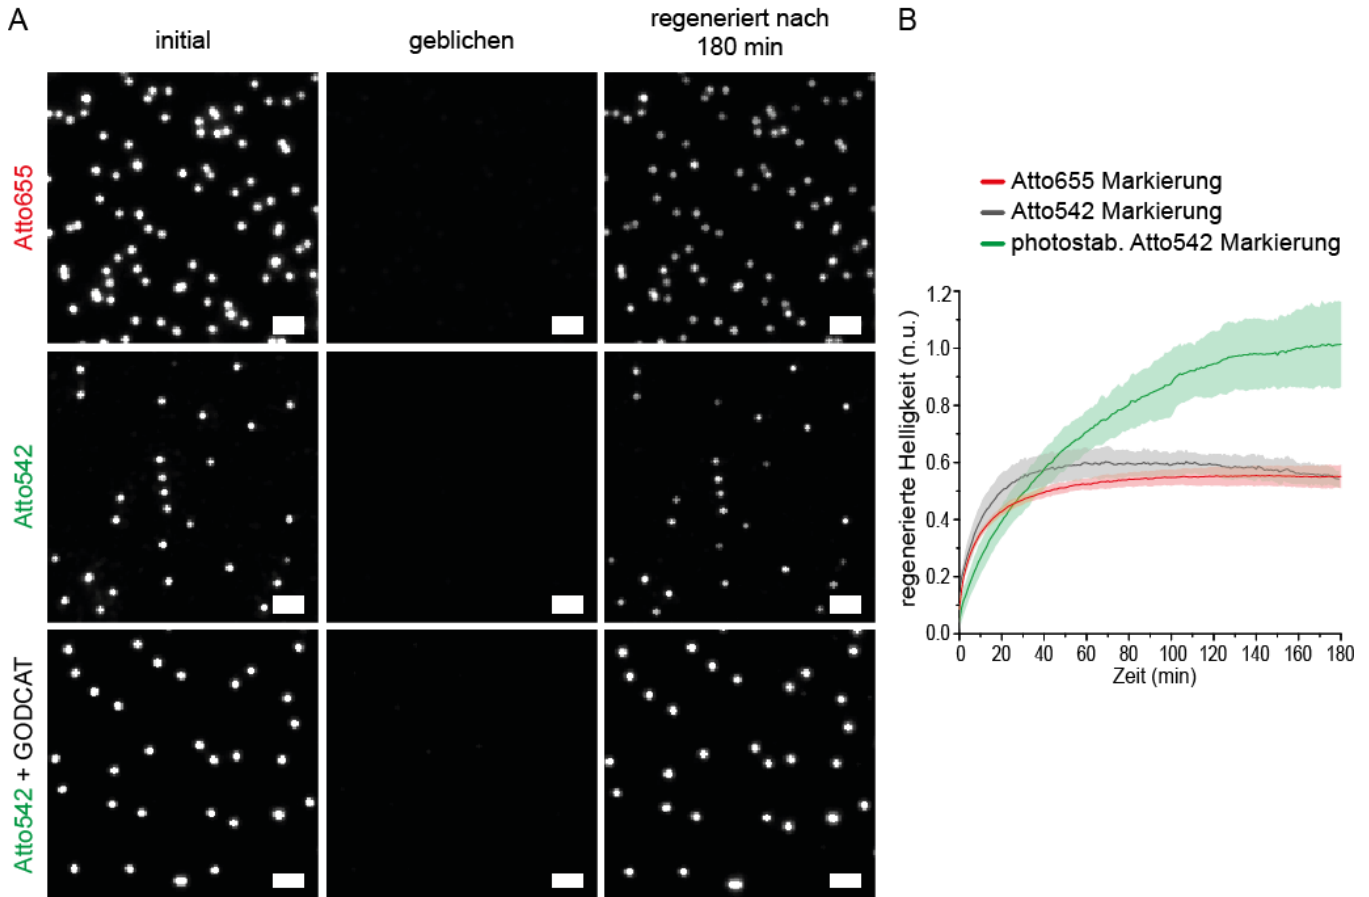 A
initial
geblichen
regeneriert nach
180 min
Atto655
Atto542
Atto542 + GODCAT
B
Atto655 Markierung
Atto542 Markierung
photostab. Atto542 Markierung
regenerierte Helligkeit (n.u.)
1.2
1.0
0.8
0.6
0.4
0.2
0.0
0 20 40 60 80 100 120 140 160 180
Zeit (min)